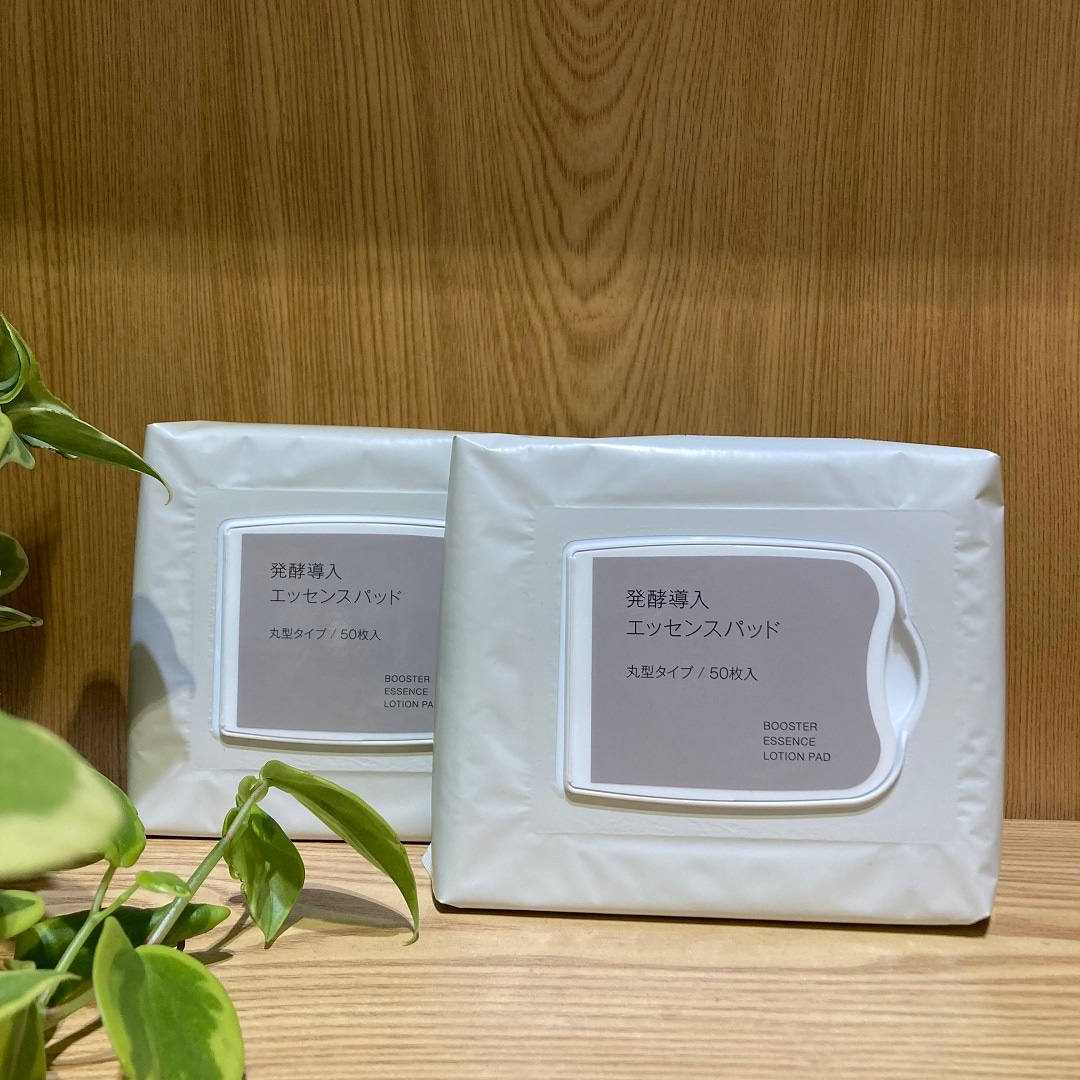 発酵導入
エッセンスパッド
丸型タイプ / 50枚入
BOOSTER
ESSENCE
LOTION PA
発酵導入
エッセンスパッド
丸型タイプ / 50枚入
BOOSTER
ESSENCE
LOTION PAD